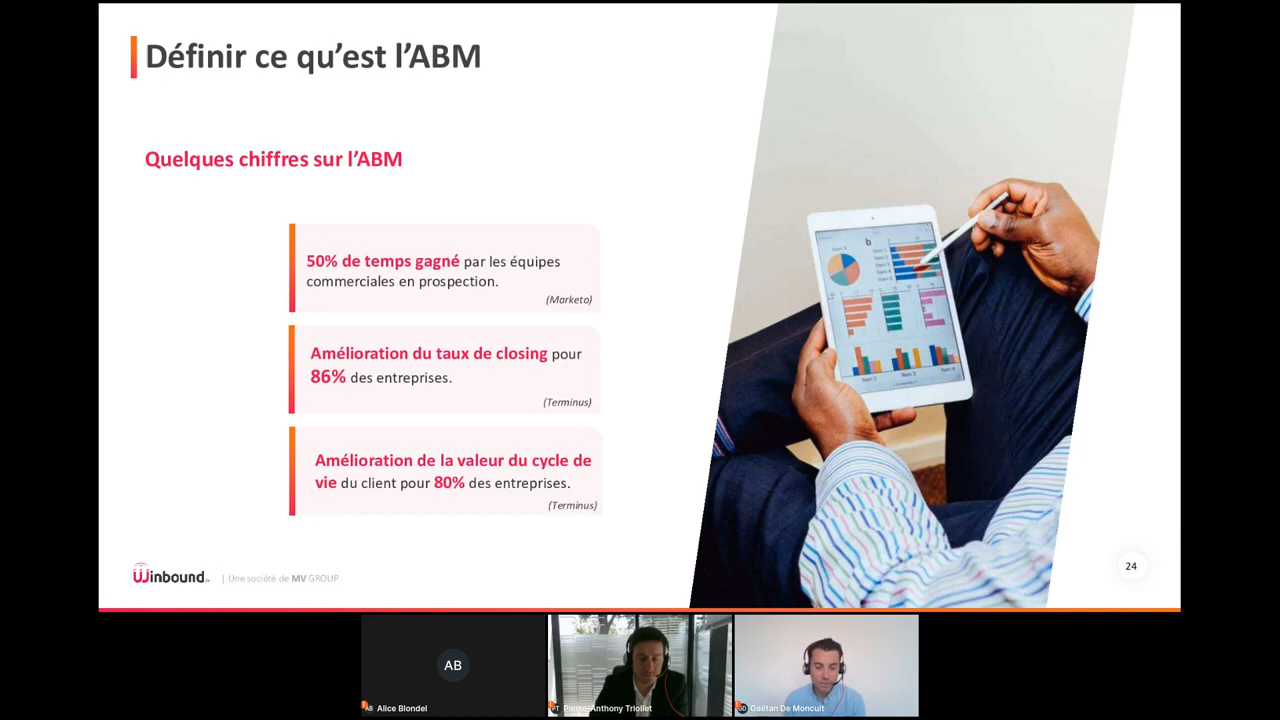 Définir ce qu’est l’ABM
Quelques chiffres sur l’ABM
50% de temps gagné par les équipes
commerciales en prospection.
(Marketo)
Amélioration du taux de closing pour
86% des entreprises.
(Terminus)
Amélioration de la valeur du cycle de
vie du client pour 80% des entreprises.
(Terminus)
Winbound
| Une société de MV GROUP
24
AB
Alice Blondel
Pierre-Anthony Triollet
Gaëtan De Moncuit